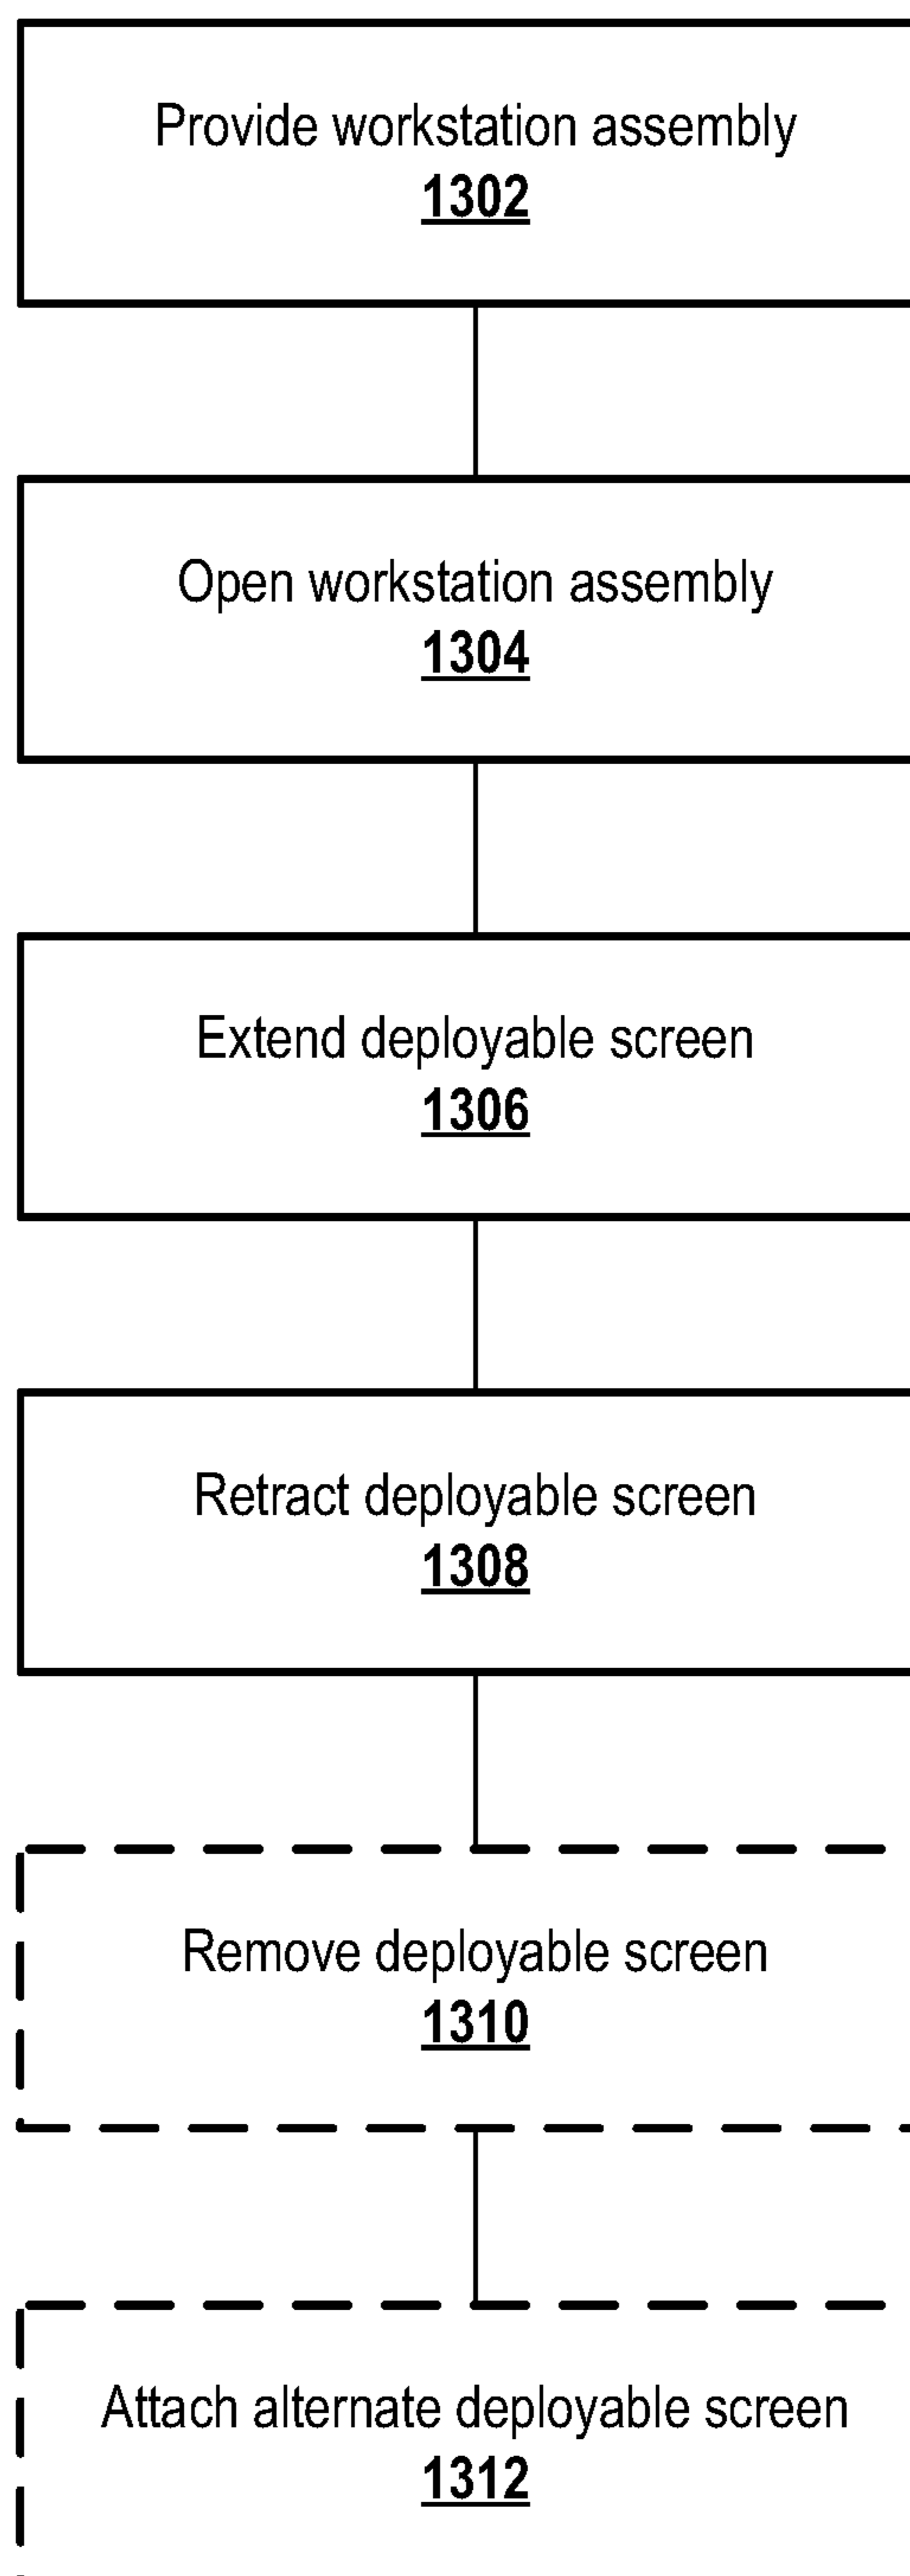 Provide workstation assembly
1302
Open workstation assembly
1304
Extend deployable screen
1306
Retract deployable screen
1308
Remove deployable screen
1310
Attach alternate deployable screen
1312